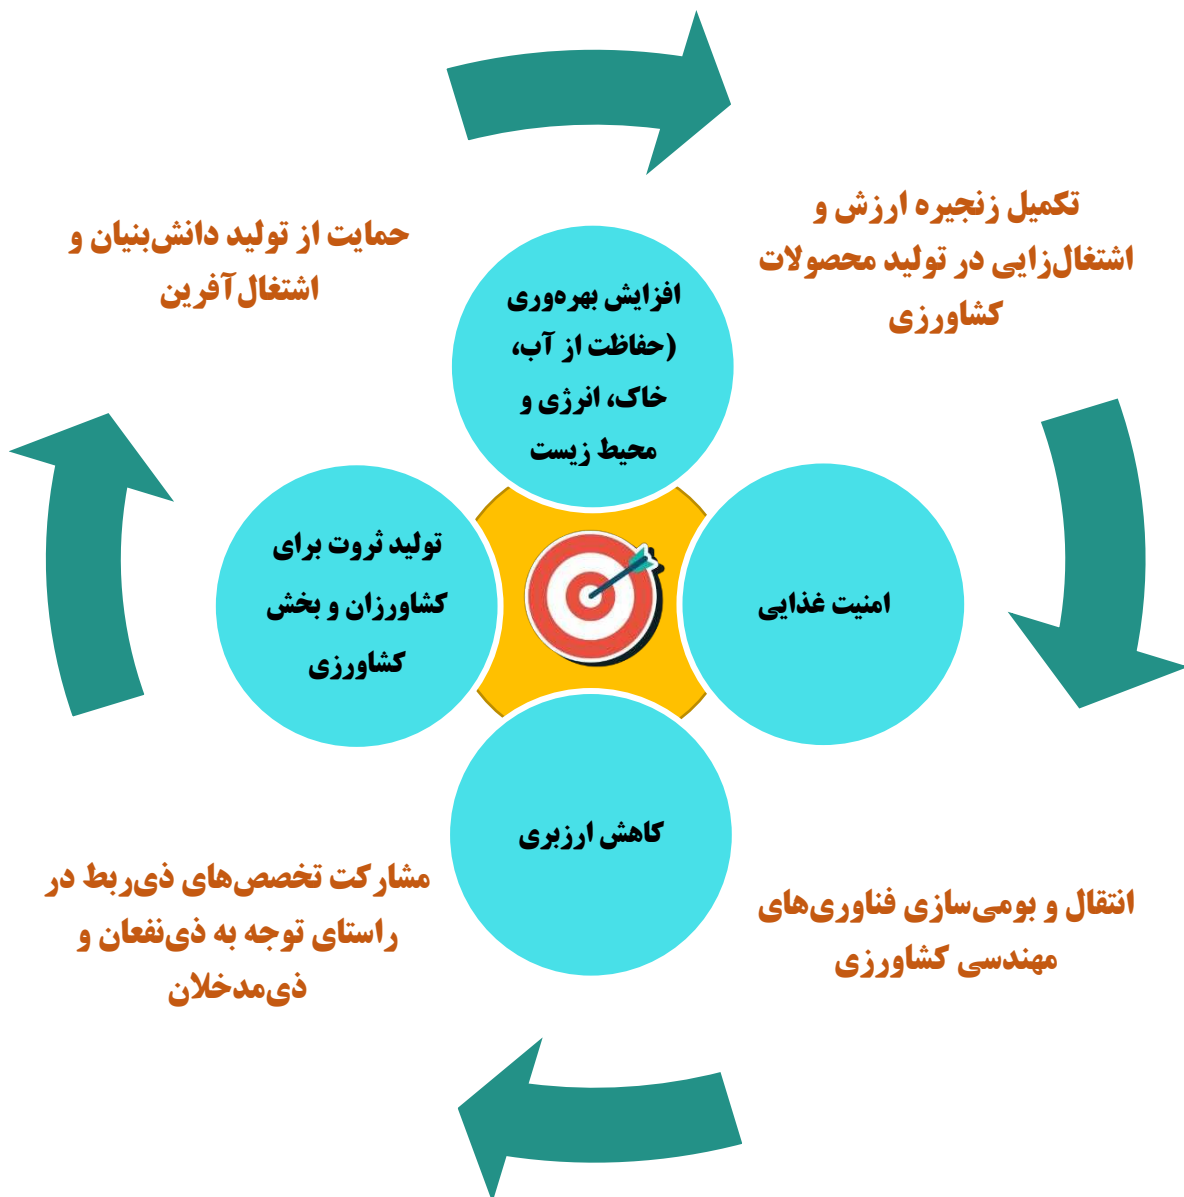 تکمیل زنجیره ارزش و
اشتغال‌زایی در تولید محصولات
کشاورزی
حمایت از تولید دانش‌بنیان و
اشتغال‌آفرین
افزایش بهره‌وری
(حفاظت از آب،
خاک، انرژی و
محیط زیست
امنیت غذایی
تولید ثروت برای
کشاورزان و بخش
کشاورزی
کاهش ارزبری
انتقال و بومی‌سازی فناوری‌های
مهندسی کشاورزی
مشارکت تخصص‌های ذی‌ربط در
راستای توجه به ذی‌نفعان و
ذی‌مدخلان